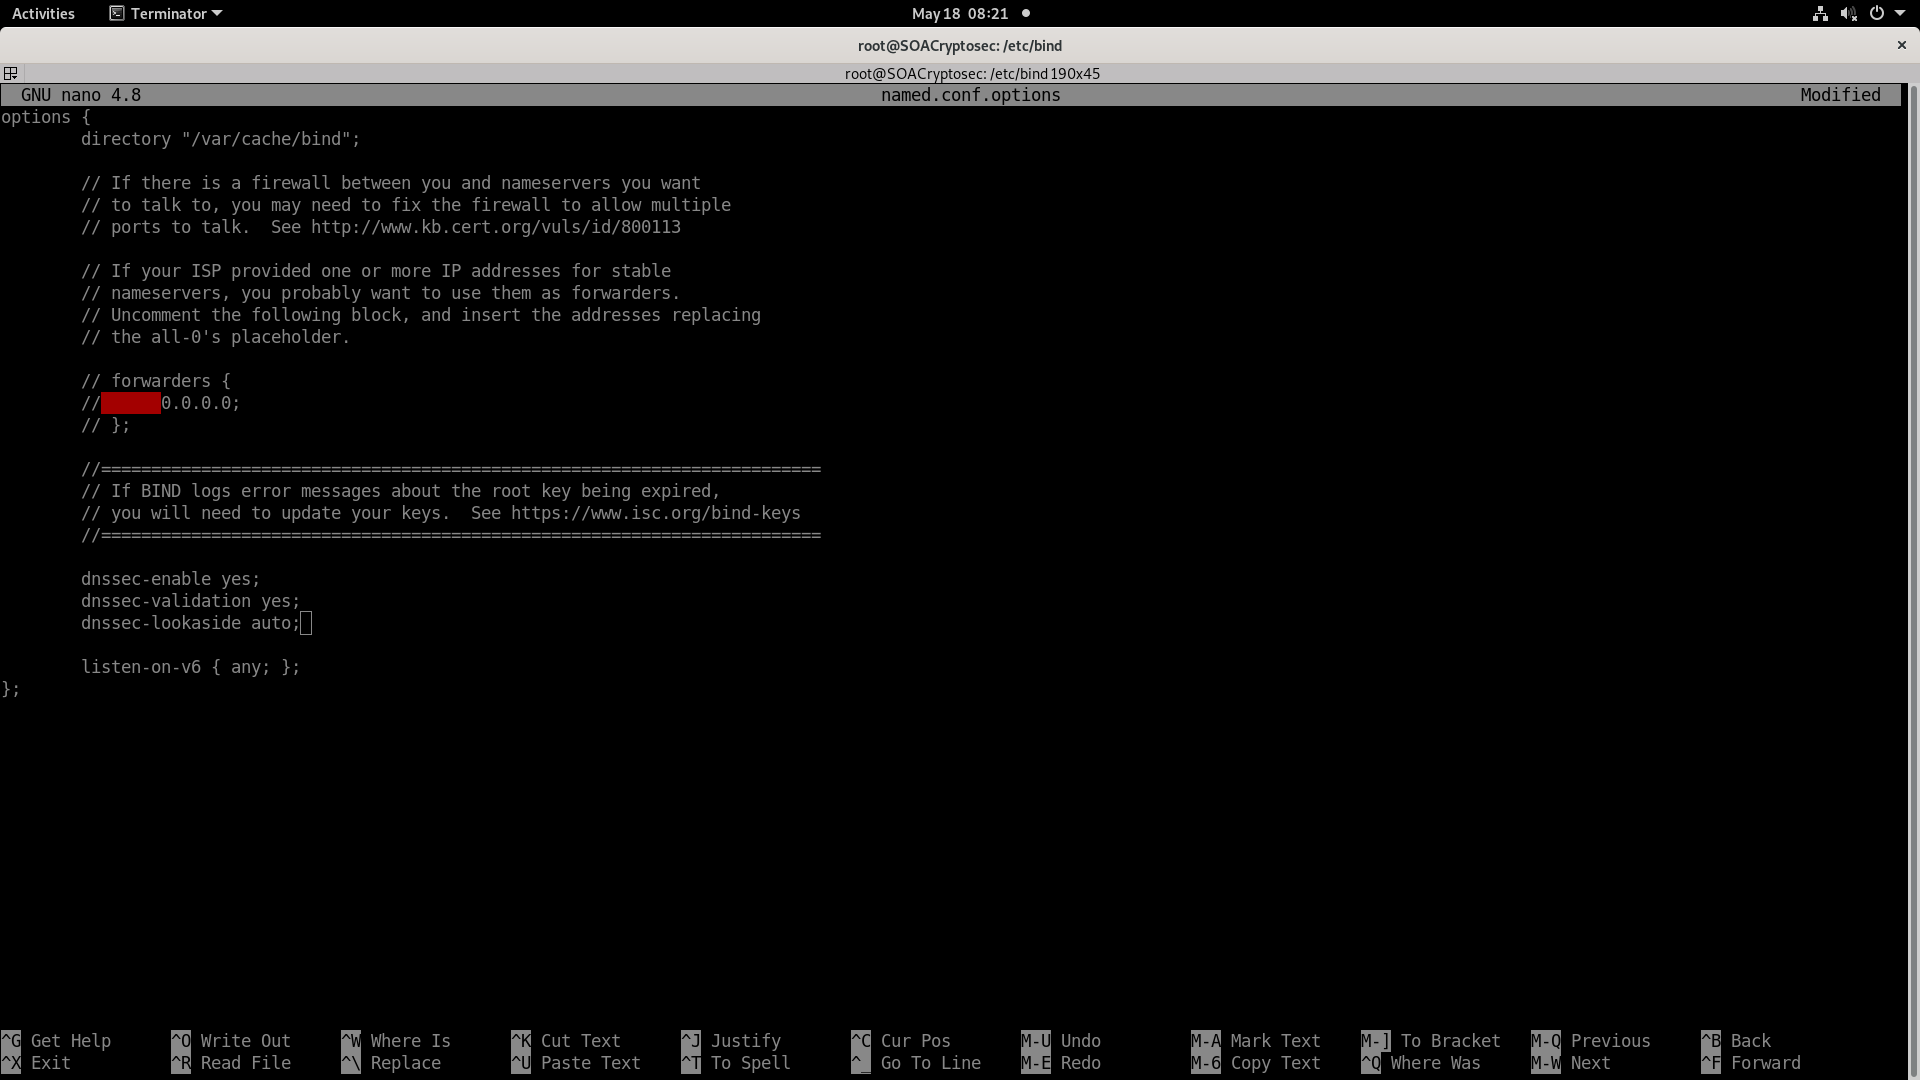 Activities Terminator May 18 08:21
root@SOACryptosec: /etc/bind
root@SOACryptosec: /etc/bind 190x45
GNU nano 4.8 named.conf.options Modified
options {
        directory "/var/cache/bind";

        // If there is a firewall between you and nameservers you want
        // to talk to, you may need to fix the firewall to allow multiple
        // ports to talk.  See http://www.kb.cert.org/vuls/id/800113

        // If your ISP provided one or more IP addresses for stable
        // nameservers, you probably want to use them as forwarders.
        // Uncomment the following block, and insert the addresses replacing
        // the all-0's placeholder.

        // forwarders {
        //      0.0.0.0;
        // };

        //========================================================================
        // If BIND logs error messages about the root key being expired,
        // you will need to update your keys.  See https://www.isc.org/bind-keys
        //========================================================================

        dnssec-enable yes;
        dnssec-validation yes;
        dnssec-lookaside auto;

        listen-on-v6 { any; };
};
^G Get Help ^O Write Out ^W Where Is ^K Cut Text ^J Justify ^C Cur Pos M-U Undo M-A Mark Text M-] To Bracket M-Q Previous ^B Back
^X Exit ^R Read File ^\ Replace ^U Paste Text ^T To Spell ^_ Go To Line M-E Redo M-6 Copy Text ^Q Where Was M-W Next ^F Forward